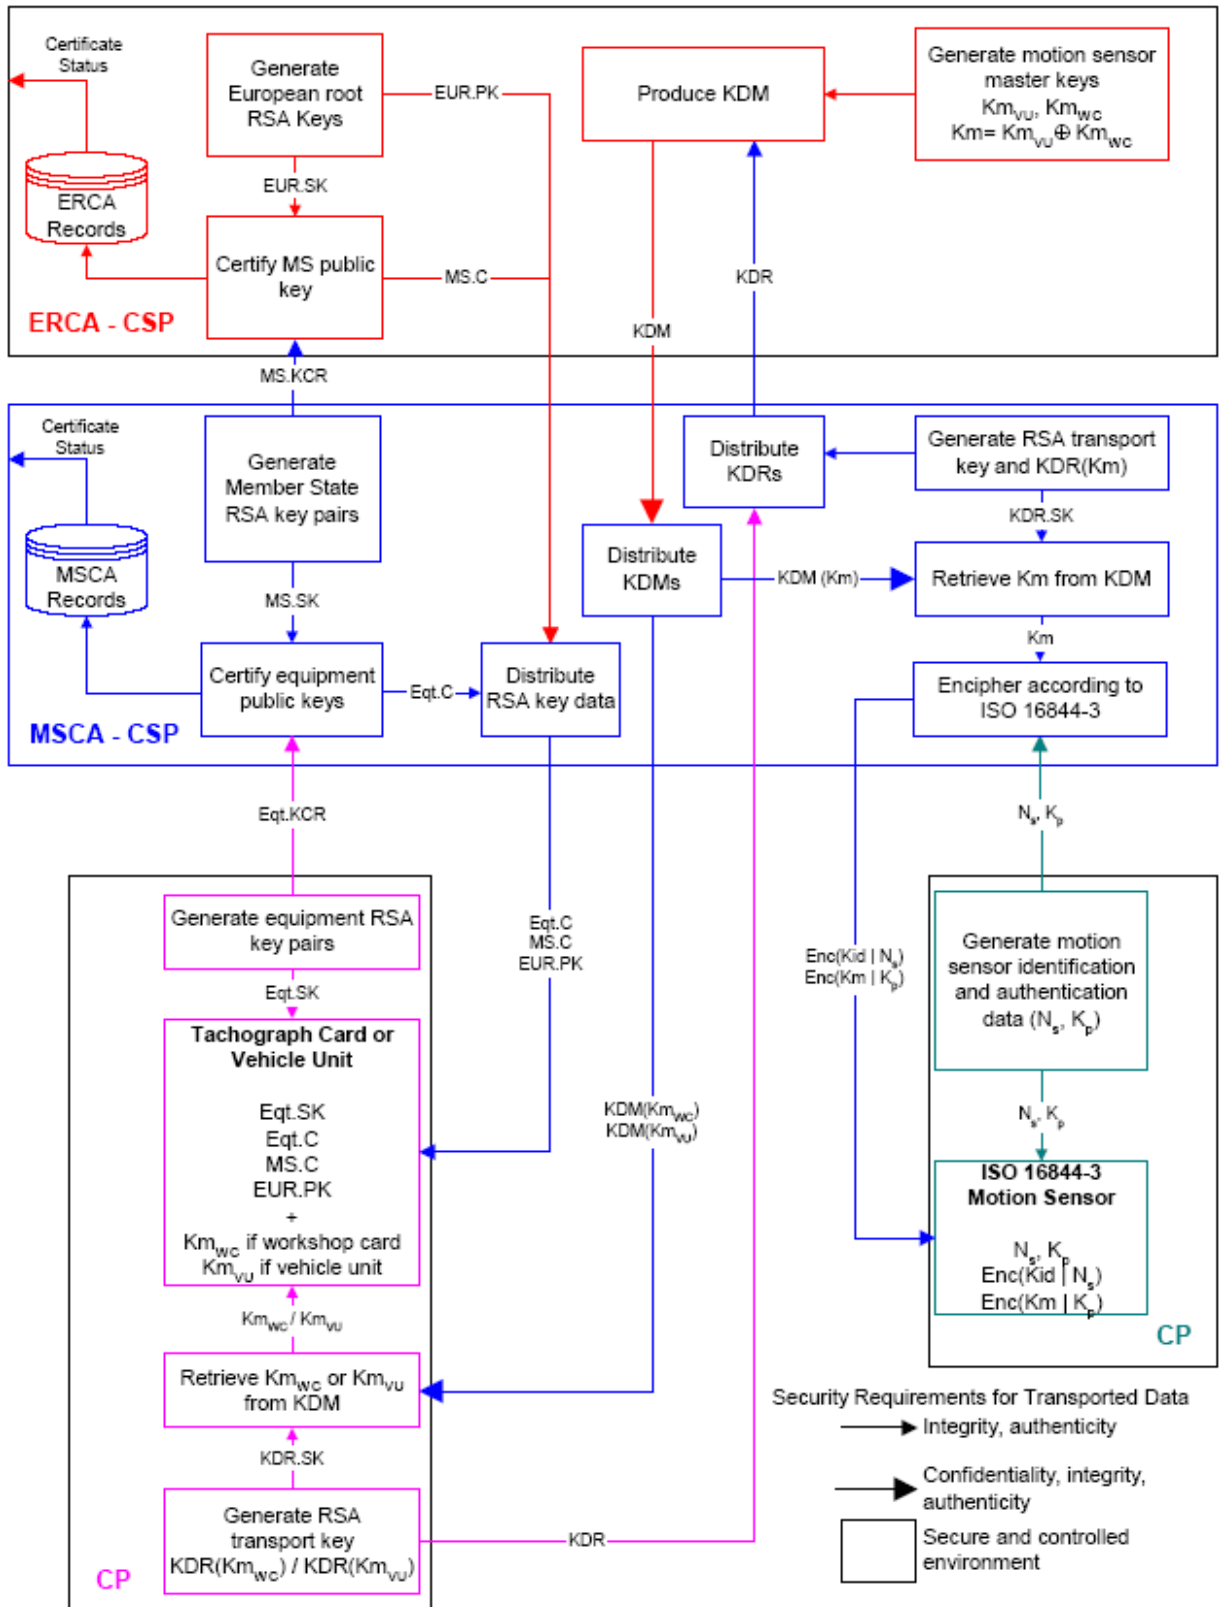 Certificate
Status
Generate
European root
RSA Keys
EUR.PK
Produce KDM
Generate motion sensor
master keys
Km_VU, Km_WC
Km= Km_VU ⊕ Km_WC
EUR.SK
ERCA
Records
Certify MS public
key
MS.C
KDR
KDM
ERCA - CSP
MS.KCR
Certificate
Status
Generate
Member State
RSA key pairs
Distribute
KDRs
Generate RSA transport
key and KDR(Km)
KDR.SK
MSCA
Records
Distribute
KDMs
KDM (Km)
Retrieve Km from KDM
MS.SK
Km
Certify equipment
public keys
Eqt.C
Distribute
RSA key data
Encipher according to
ISO 16844-3
MSCA - CSP
Eqt.KCR
N_s, K_p
Generate equipment RSA
key pairs
Eqt.C
MS.C
EUR.PK
Enc(Kid | N_s)
Enc(Km | K_p)
Generate motion
sensor identification
and authentication
data (N_s, K_p)
Eqt.SK
Tachograph Card or
Vehicle Unit
Eqt.SK
Eqt.C
MS.C
EUR.PK
+
Km_WC if workshop card
Km_VU if vehicle unit
KDM(Km_WC)
KDM(Km_VU)
N_s, K_p
ISO 16844-3
Motion Sensor
N_s, K_p
Enc(Kid | N_s)
Enc(Km | K_p)
CP
Km_WC / Km_VU
Retrieve Km_WC or Km_VU
from KDM
KDR.SK
Generate RSA
transport key
KDR(Km_WC) / KDR(Km_VU)
KDR
CP
Security Requirements for Transported Data
Integrity, authenticity
Confidentiality, integrity,
authenticity
Secure and controlled
environment